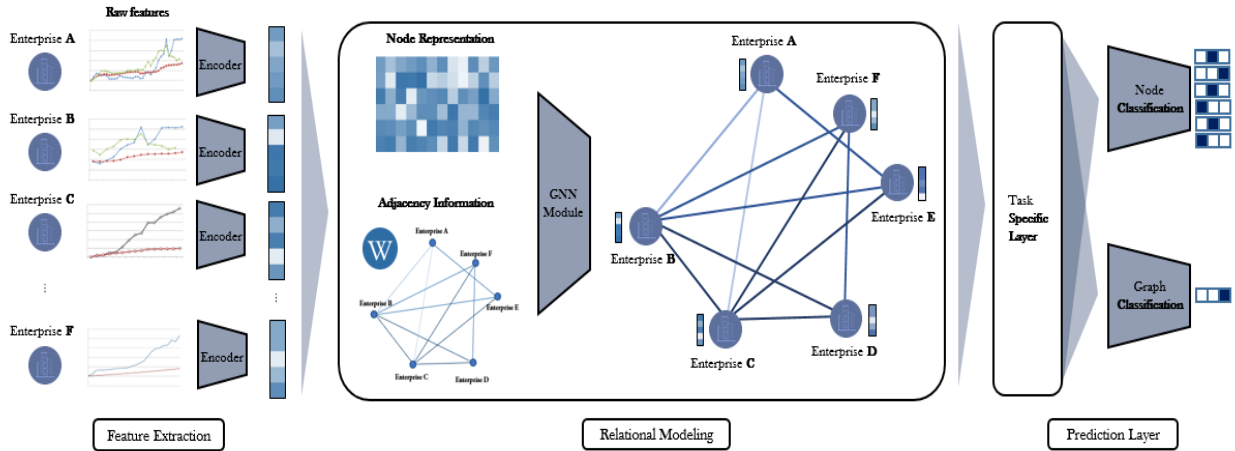 Raw features
Enterprise A
Encoder
Enterprise B
Encoder
Enterprise C
Encoder
⋮
⋮
Enterprise F
Encoder
Feature Extraction
Node Representation
Adjacency Information
W
Enterprise A
Enterprise F
Enterprise E
Enterprise B
Enterprise C
Enterprise D
GNN
Module
Enterprise A
Enterprise F
Enterprise E
Enterprise B
Enterprise C
Enterprise D
Relational Modeling
Task
Specific
Layer
Node
Classification
Graph
Classification
Prediction Layer